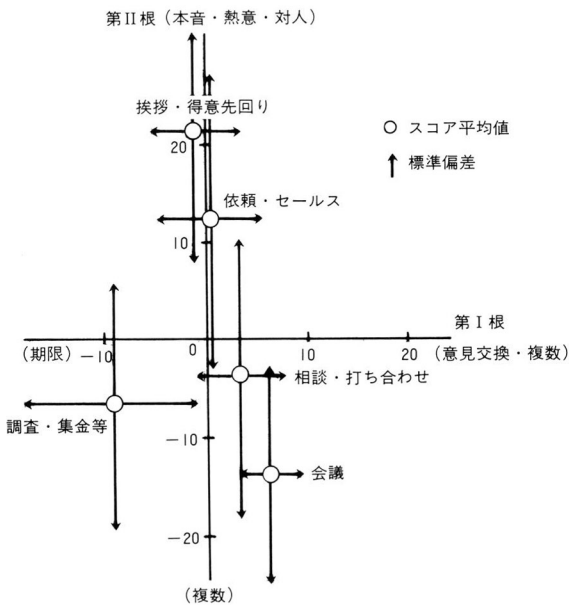 第II根(本音・熱意・対人)
挨拶・得意先回り
スコア平均値
20
標準偏差
依頼・セールス
10
第I根
(期限)
-10
0
10
20
(意見交換・複数)
相談・打ち合わせ
調査・集金等
-10
会議
-20
(複数)